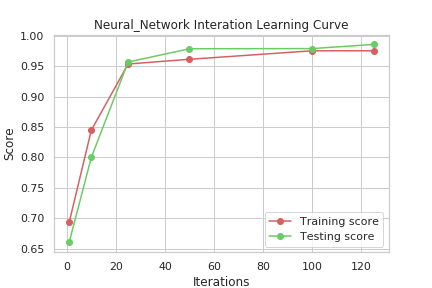 Neural_Network Interation Learning Curve
1.00
0.95
0.90
0.85
0.80
0.75
0.70
0.65
Score
Training score
Testing score
0 20 40 60 80 100 120
Iterations